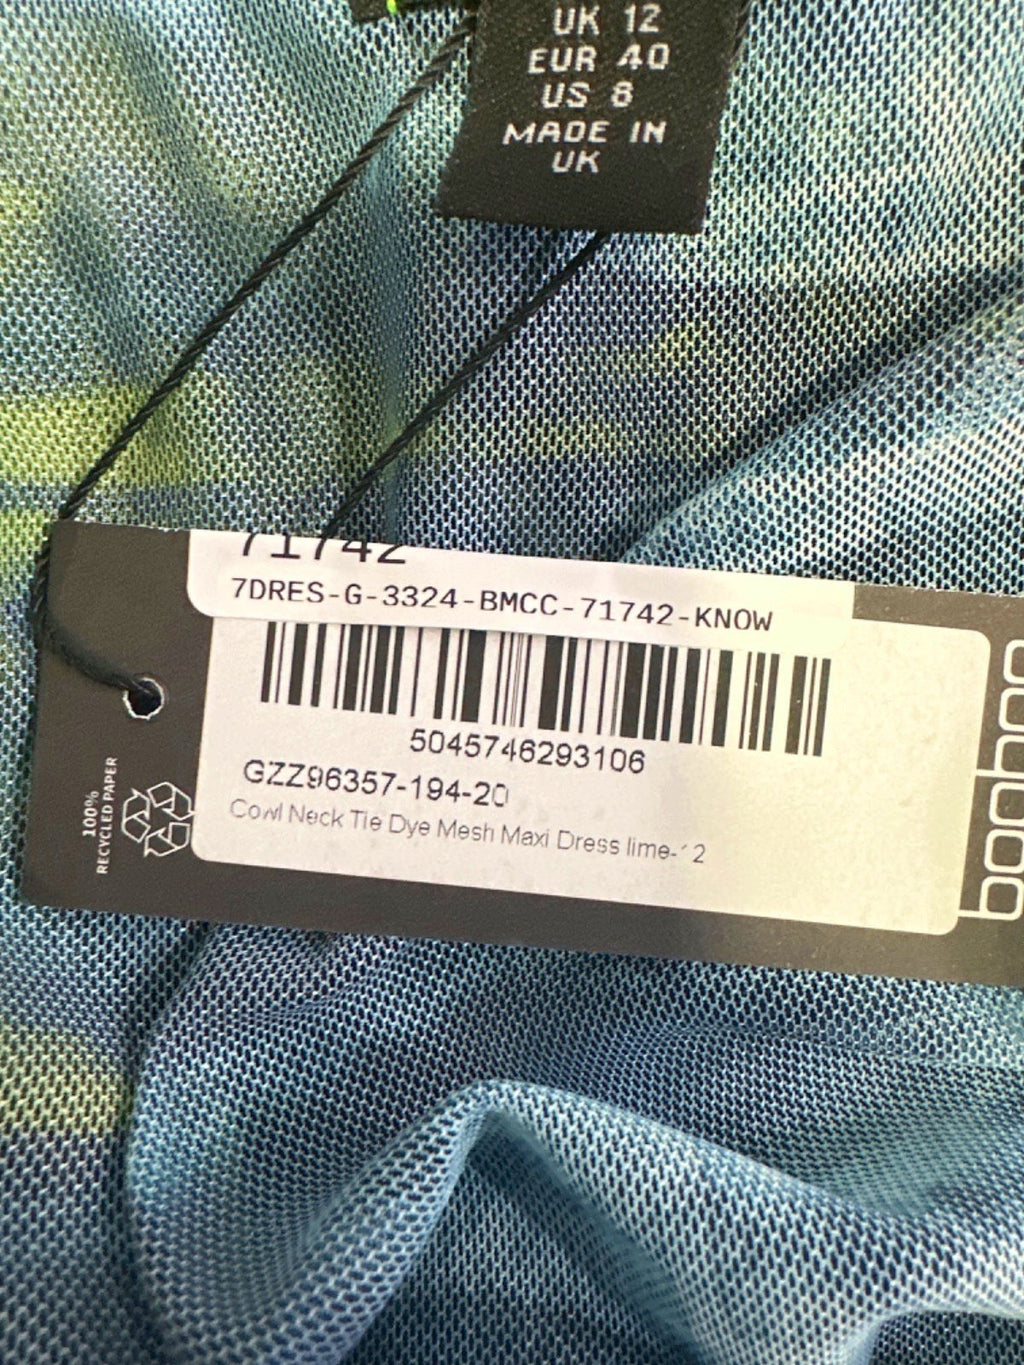 UK 12
EUR 40
US 8
MADE IN
UK
71742
7DRES-G-3324-BMCC-71742-KNOW
5045746293106
GZZ96357-194-20
Cowl Neck Tie Dye Mesh Maxi Dress lime-12
100%
RECYCLED PAPER
boohoo